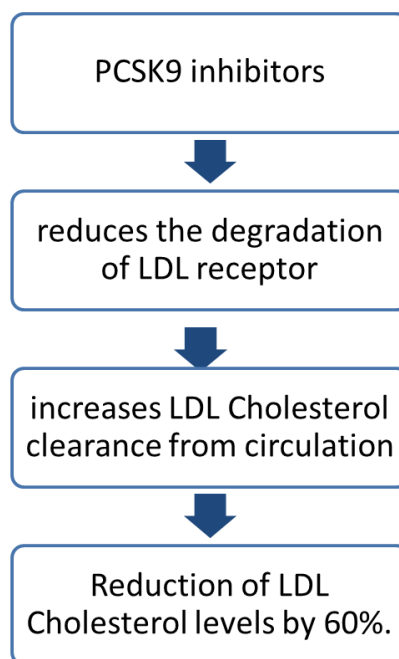 PCSK9 inhibitors
reduces the degradation
of LDL receptor
increases LDL Cholesterol
clearance from circulation
Reduction of LDL
Cholesterol levels by 60%.